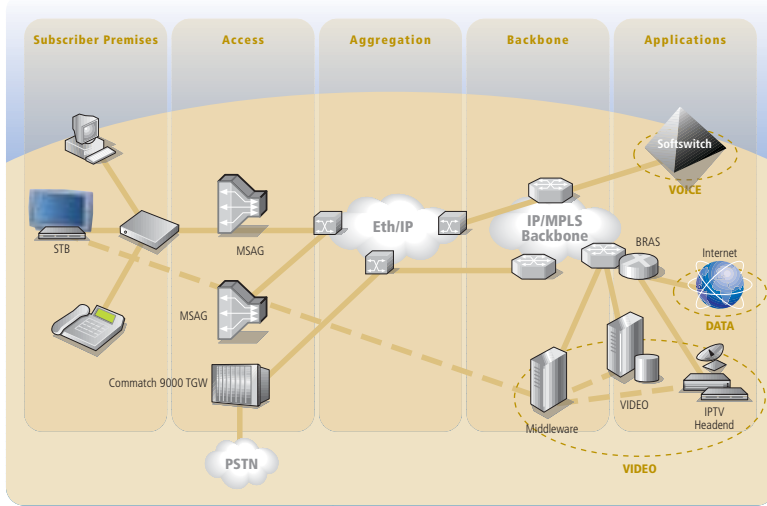 Subscriber Premises
Access
Aggregation
Backbone
Applications
Softswitch
VOICE
STB
MSAG
Eth/IP
IP/MPLS
Backbone
BRAS
Internet
DATA
MSAG
Commatch 9000 TGW
PSTN
Middleware
VIDEO
IPTV
Headend
VIDEO